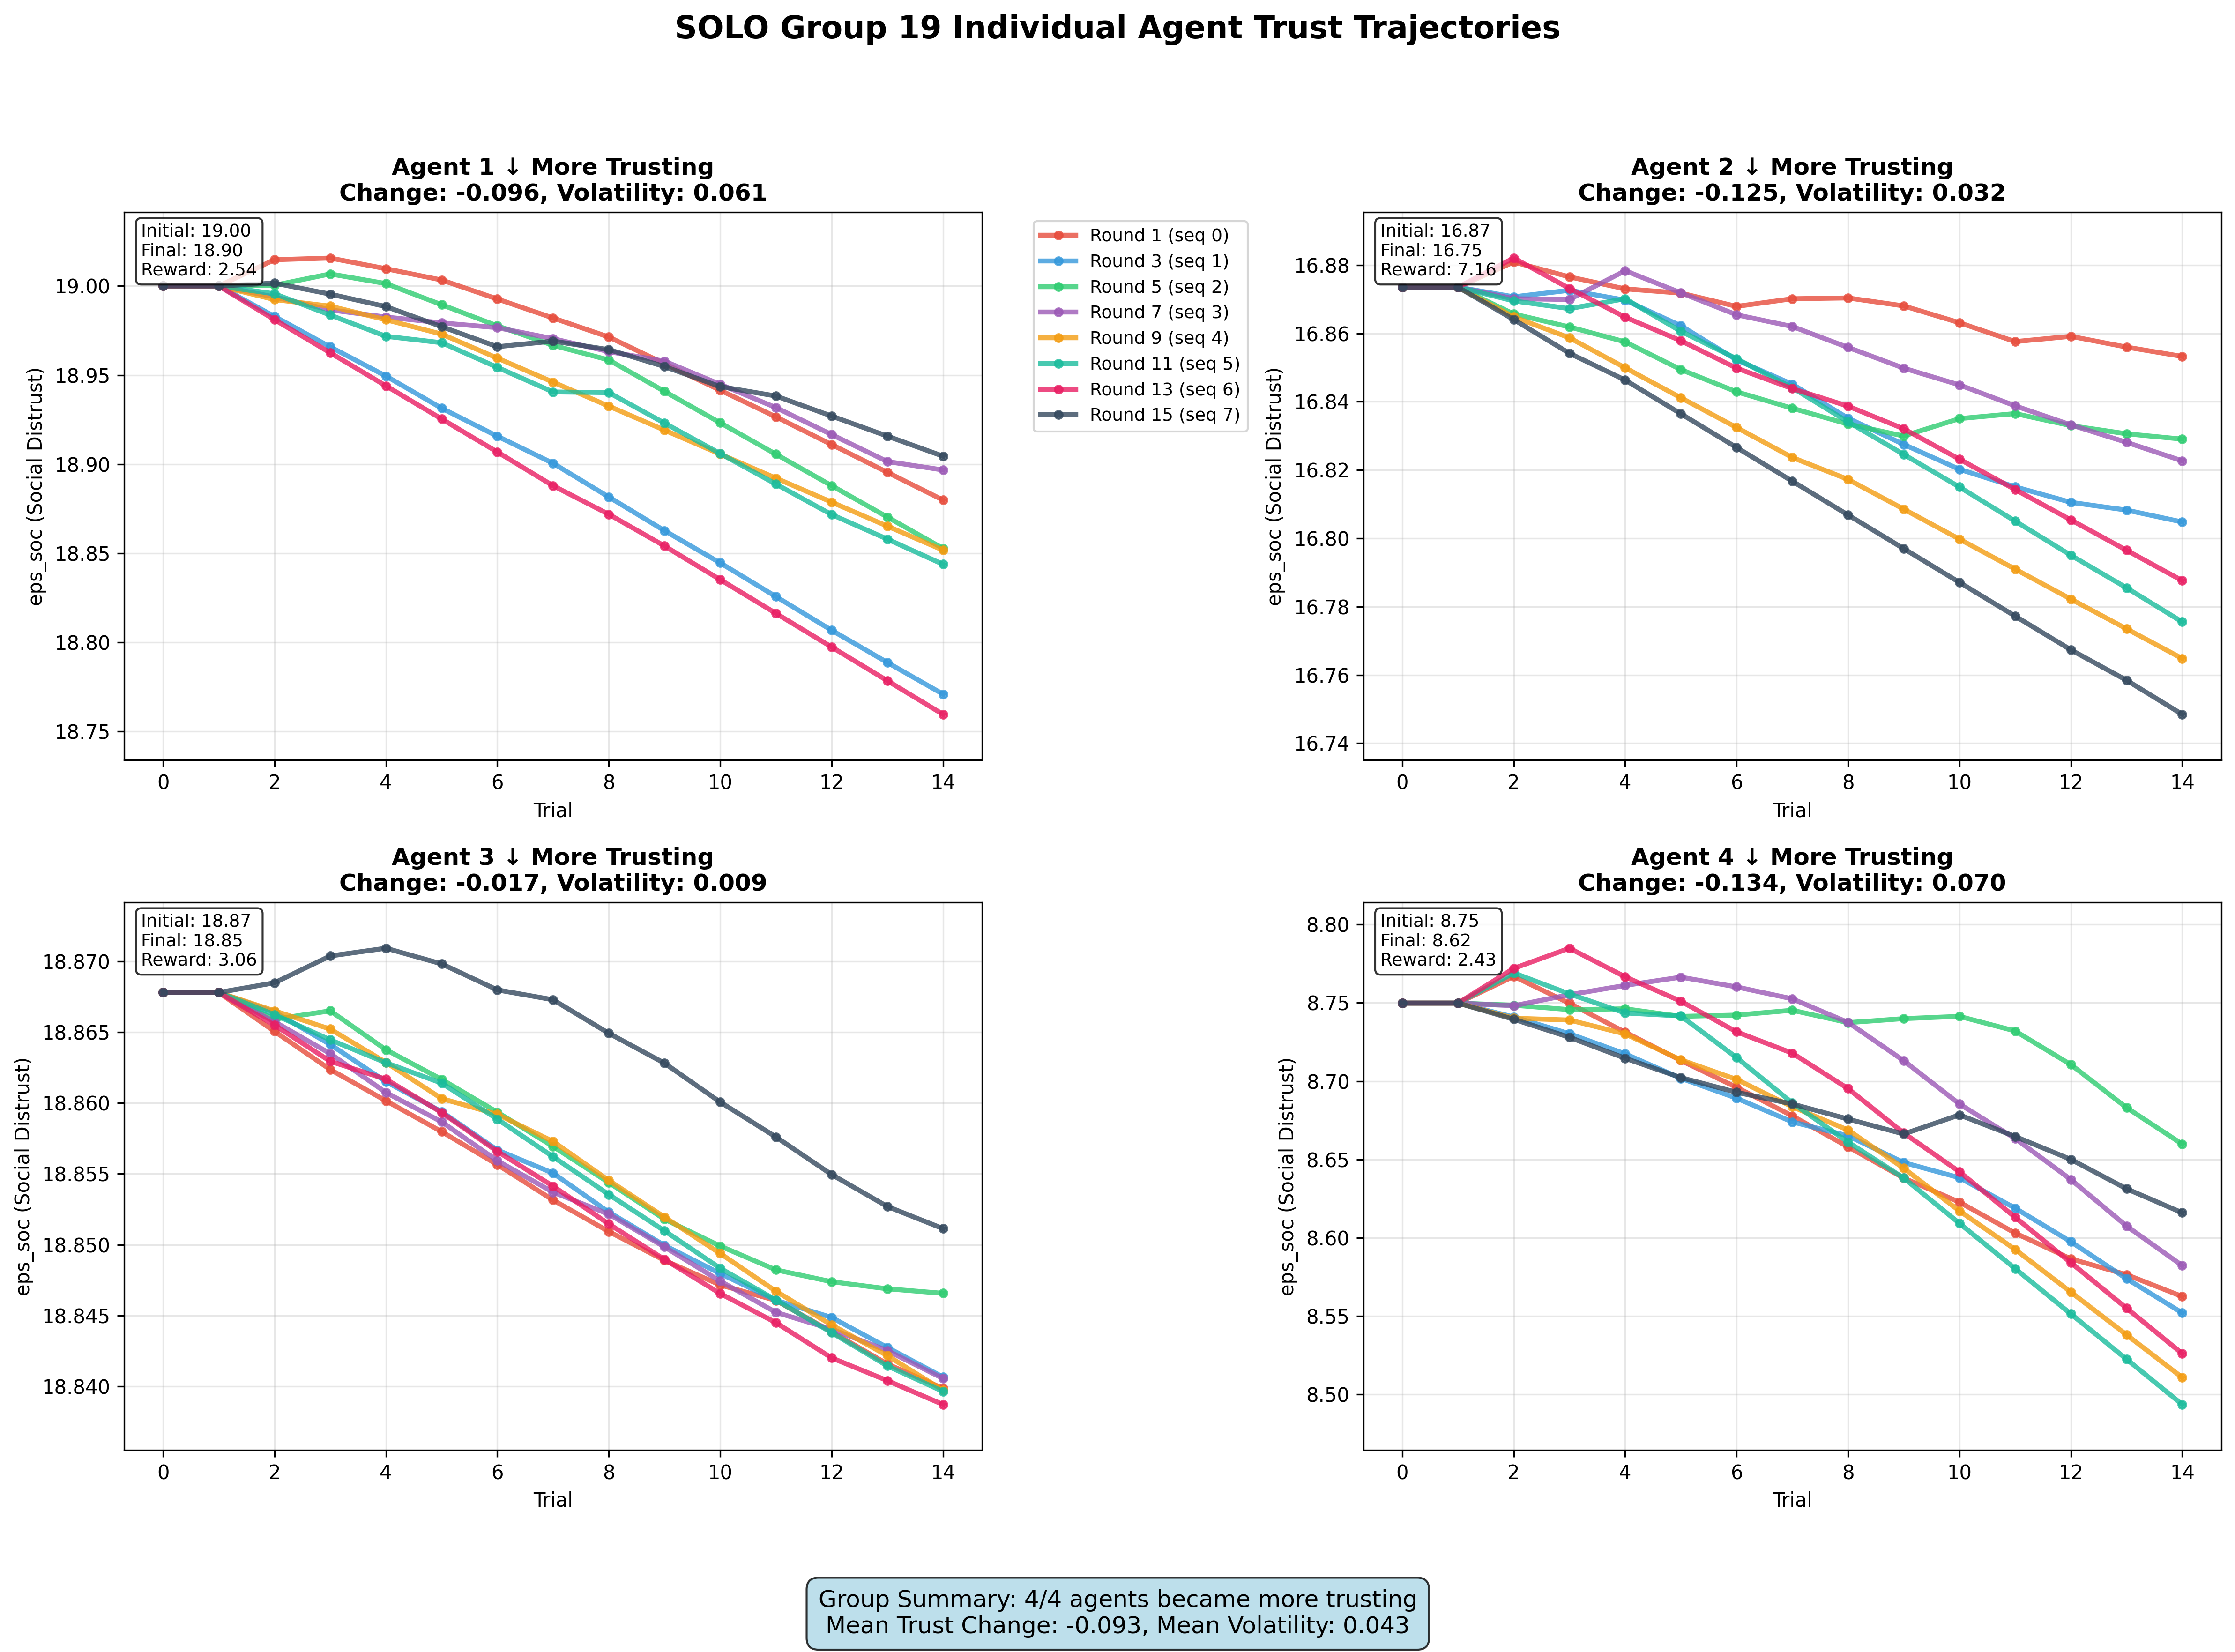 SOLO Group 19 Individual Agent Trust Trajectories
Agent 1 ↓ More Trusting
Change: -0.096, Volatility: 0.061
Initial: 19.00
Final: 18.90
Reward: 2.54
eps_soc (Social Distrust)
19.00
18.95
18.90
18.85
18.80
18.75
0 2 4 6 8 10 12 14
Trial
Round 1 (seq 0)
Round 3 (seq 1)
Round 5 (seq 2)
Round 7 (seq 3)
Round 9 (seq 4)
Round 11 (seq 5)
Round 13 (seq 6)
Round 15 (seq 7)
Agent 2 ↓ More Trusting
Change: -0.125, Volatility: 0.032
Initial: 16.87
Final: 16.75
Reward: 7.16
eps_soc (Social Distrust)
16.88
16.86
16.84
16.82
16.80
16.78
16.76
16.74
0 2 4 6 8 10 12 14
Trial
Agent 3 ↓ More Trusting
Change: -0.017, Volatility: 0.009
Initial: 18.87
Final: 18.85
Reward: 3.06
eps_soc (Social Distrust)
18.870
18.865
18.860
18.855
18.850
18.845
18.840
0 2 4 6 8 10 12 14
Trial
Agent 4 ↓ More Trusting
Change: -0.134, Volatility: 0.070
Initial: 8.75
Final: 8.62
Reward: 2.43
eps_soc (Social Distrust)
8.80
8.75
8.70
8.65
8.60
8.55
8.50
0 2 4 6 8 10 12 14
Trial
Group Summary: 4/4 agents became more trusting
Mean Trust Change: -0.093, Mean Volatility: 0.043